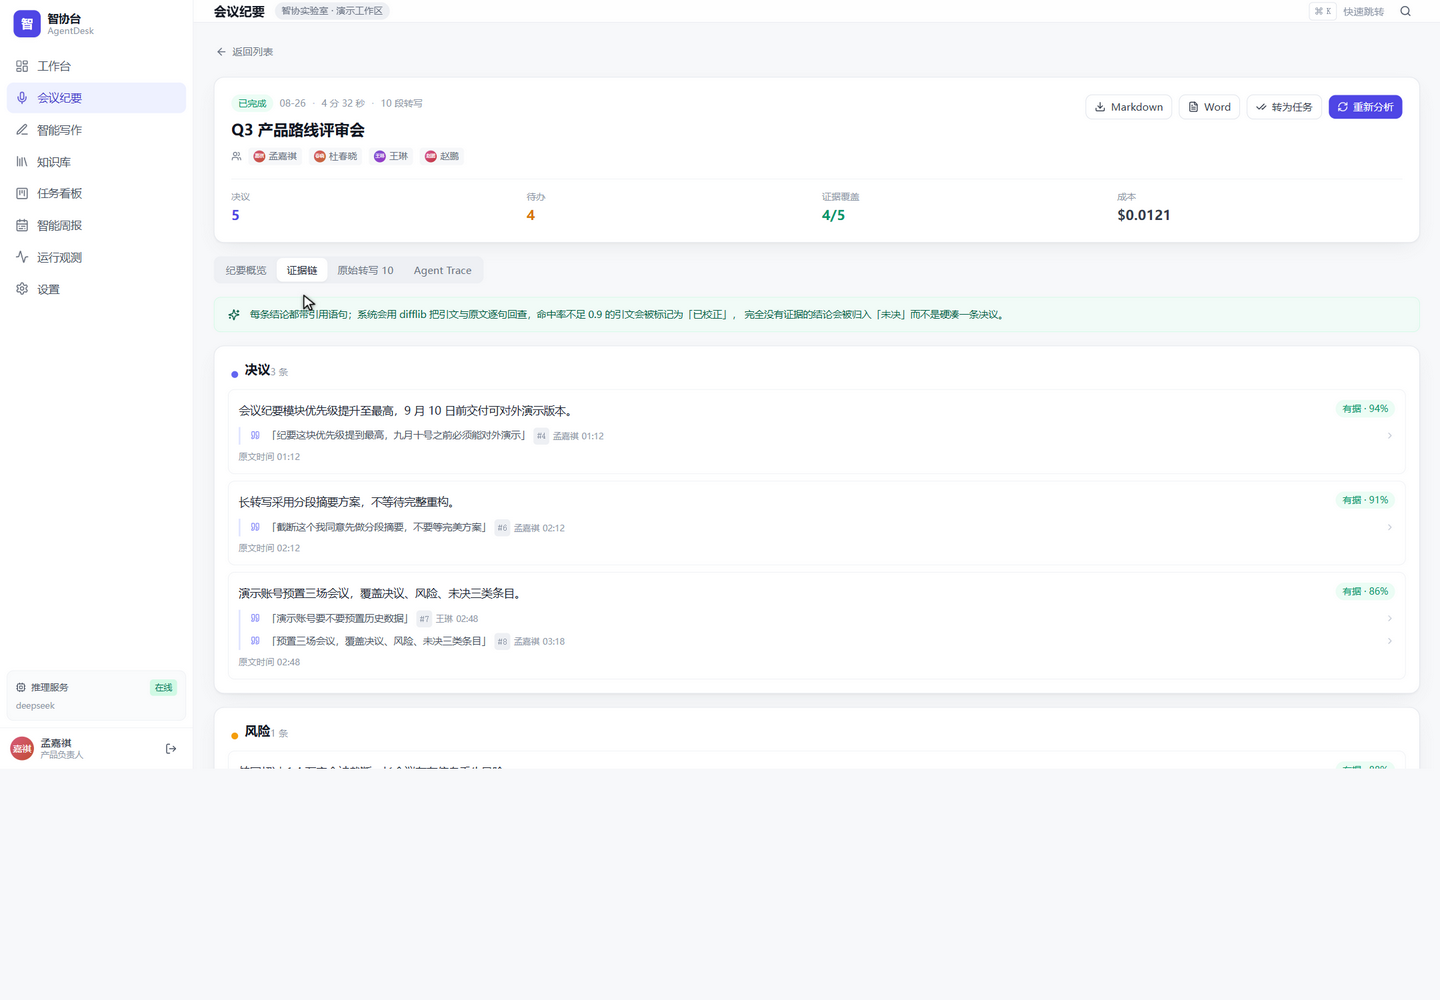 智
智协台
AgentDesk
工作台
会议纪要
智能写作
知识库
任务看板
智能周报
运行观测
设置
推理服务
在线
deepseek
嘉祺
孟嘉祺
产品负责人
会议纪要
智协实验室 · 演示工作区
⌘ K
快速跳转
返回列表
已完成
08-26 · 4 分 32 秒 · 10 段转写
Markdown
Word
转为任务
重新分析
Q3 产品路线评审会
孟嘉祺
杜春晓
王琳
赵鹏
决议
5
待办
4
证据覆盖
4/5
成本
$0.0121
纪要概览
证据链
原始转写 10
Agent Trace
每条结论都带引用语句；系统会用 difflib 把引文与原文逐句回查，命中率不足 0.9 的引文会被标记为「已校正」， 完全没有证据的结论会被归入「未决」而不是硬凑一条决议。
决议3 条
会议纪要模块优先级提升至最高，9 月 10 日前交付可对外演示版本。
有据 · 94%
「纪要这块优先级提到最高，九月十号之前必须能对外演示」 #4 孟嘉祺 01:12
原文时间 01:12
长转写采用分段摘要方案，不等待完整重构。
有据 · 91%
「截断这个我同意先做分段摘要，不要等完美方案」 #6 孟嘉祺 02:12
原文时间 02:12
演示账号预置三场会议，覆盖决议、风险、未决三类条目。
有据 · 86%
「演示账号要不要预置历史数据」 #7 王琳 02:48
「预置三场会议，覆盖决议、风险、未决三类条目」 #8 孟嘉祺 03:18
原文时间 02:48
风险1 条